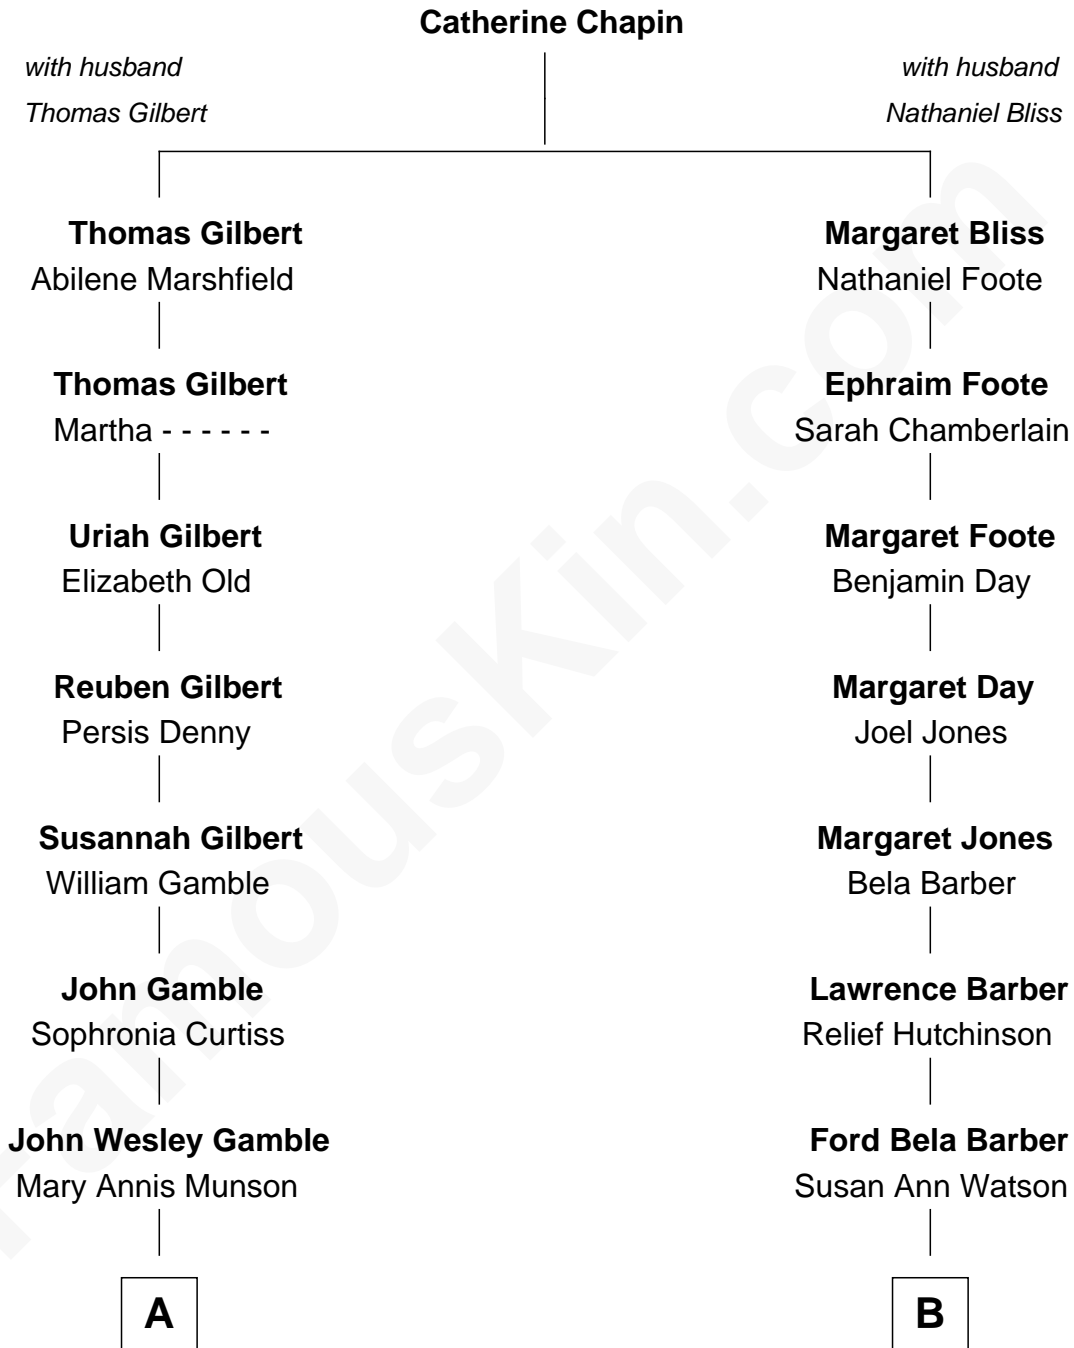 Catherine Chapin
with husband
Thomas Gilbert
with husband
Nathaniel Bliss
Thomas Gilbert
Abilene Marshfield
Margaret Bliss
Nathaniel Foote
Thomas Gilbert
Martha - - - - - -
Ephraim Foote
Sarah Chamberlain
Uriah Gilbert
Elizabeth Old
Margaret Foote
Benjamin Day
Reuben Gilbert
Persis Denny
Margaret Day
Joel Jones
Susannah Gilbert
William Gamble
Margaret Jones
Bela Barber
John Gamble
Sophronia Curtiss
Lawrence Barber
Relief Hutchinson
John Wesley Gamble
Mary Annis Munson
Ford Bela Barber
Susan Ann Watson
A
B
FamousKin.com